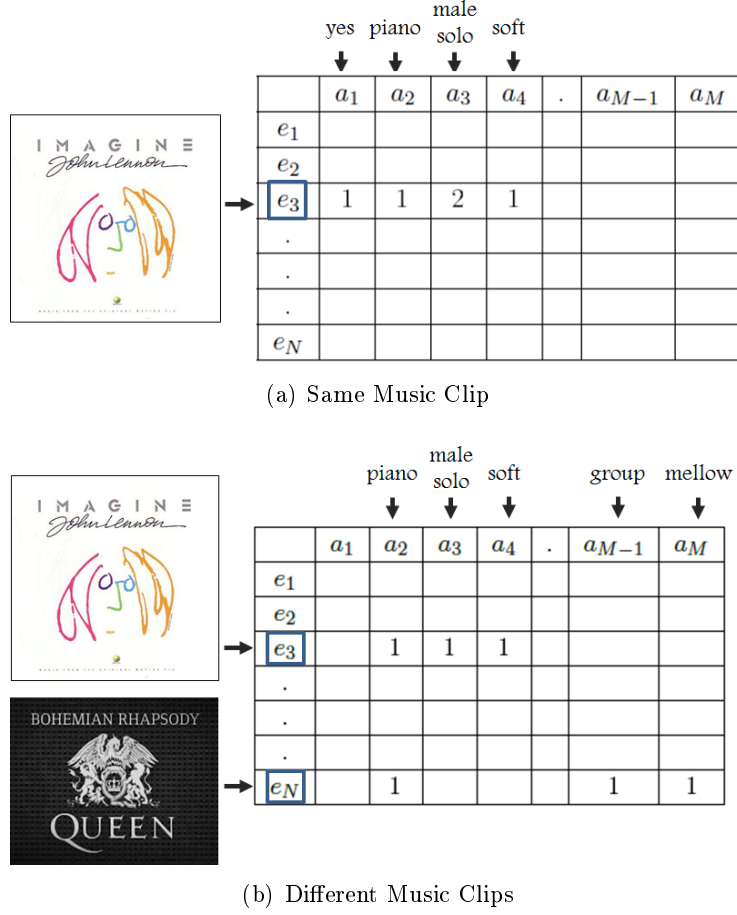 yes piano male solo soft
a1 a2 a3 a4 . aM−1 aM
IMAGINE
John Lennon
e1
e2
e3 1 1 2 1
.
.
.
eN
(a) Same Music Clip
piano male solo soft group mellow
a1 a2 a3 a4 . aM−1 aM
IMAGINE
John Lennon
e1
e2
e3 1 1 1
.
.
.
eN 1 1 1
BOHEMIAN RHAPSODY
QUEEN
(b) Different Music Clips